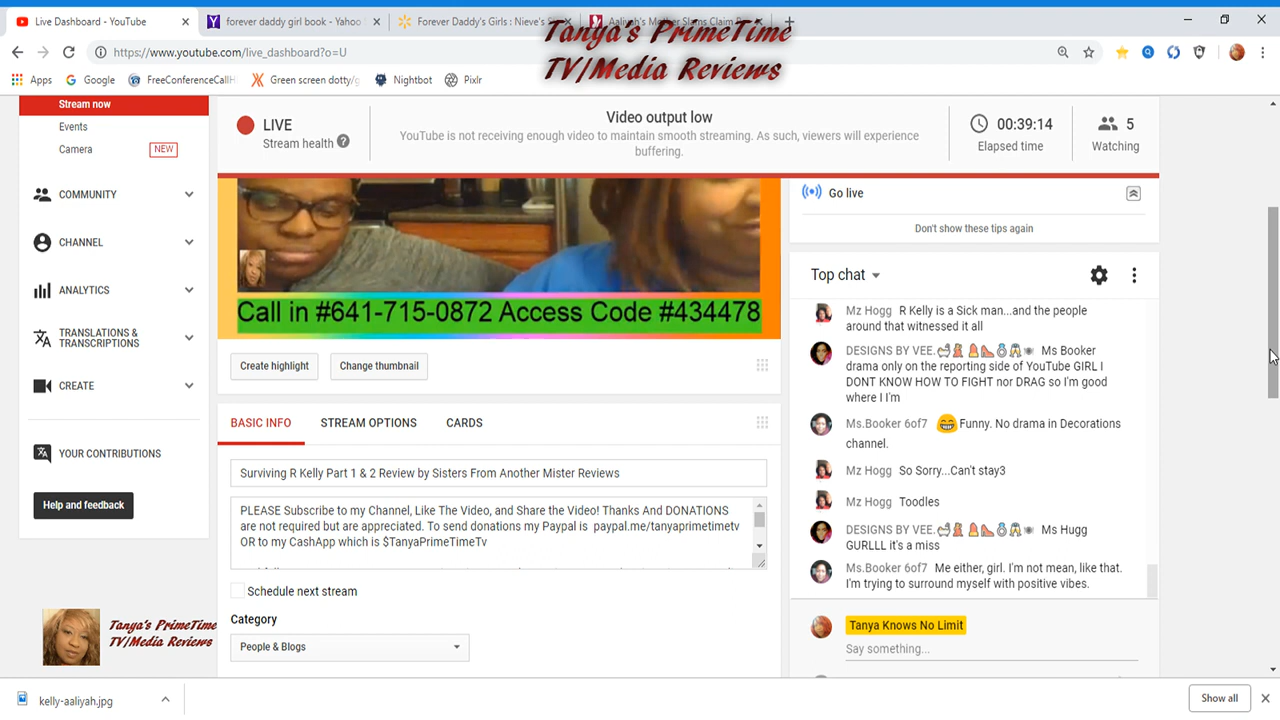 Live Dashboard - YouTube
forever daddy girl book - Yahoo
Forever Daddy's Girls: Nieve's S
Aaliyah's Mother Slams Claim
Tanya's PrimeTime
TV/Media Reviews
https://www.youtube.com/live_dashboard?o=U
Apps
Google
FreeConferenceCall
Green screen dotty/
Nightbot
Pixlr
Stream now
Events
Camera
NEW
COMMUNITY
CHANNEL
ANALYTICS
TRANSLATIONS &
TRANSCRIPTIONS
CREATE
YOUR CONTRIBUTIONS
Help and feedback
Tanya's PrimeTime
TV/Media Reviews
LIVE
Stream health ?
Video output low
YouTube is not receiving enough video to maintain smooth streaming. As such, viewers will experience
buffering.
00:39:14
Elapsed time
5
Watching
Call in #641-715-0872 Access Code #434478
Create highlight
Change thumbnail
BASIC INFO
STREAM OPTIONS
CARDS
Surviving R Kelly Part 1 & 2 Review by Sisters From Another Mister Reviews
PLEASE Subscribe to my Channel, Like The Video, and Share the Video! Thanks And DONATIONS
are not required but are appreciated. To send donations my Paypal is paypal.me/tanyaprimetimetv
OR to my CashApp which is $TanyaPrimeTimeTv
Schedule next stream
Category
People & Blogs
Go live
Don't show these tips again
Top chat
Mz Hogg R Kelly is a Sick man...and the people
around that witnessed it all
DESIGNS BY VEE. Ms Booker
drama only on the reporting side of YouTube GIRL I
DONT KNOW HOW TO FIGHT nor DRAG so I'm good
where I I'm
Ms.Booker 6of7 Funny. No drama in Decorations
channel.
Mz Hogg So Sorry...Can't stay3
Mz Hogg Toodles
DESIGNS BY VEE. Ms Hugg
GURLLL it's a miss
Ms.Booker 6of7 Me either, girl. I'm not mean, like that.
I'm trying to surround myself with positive vibes.
Tanya Knows No Limit
Say something...
kelly-aaliyah.jpg
Show all